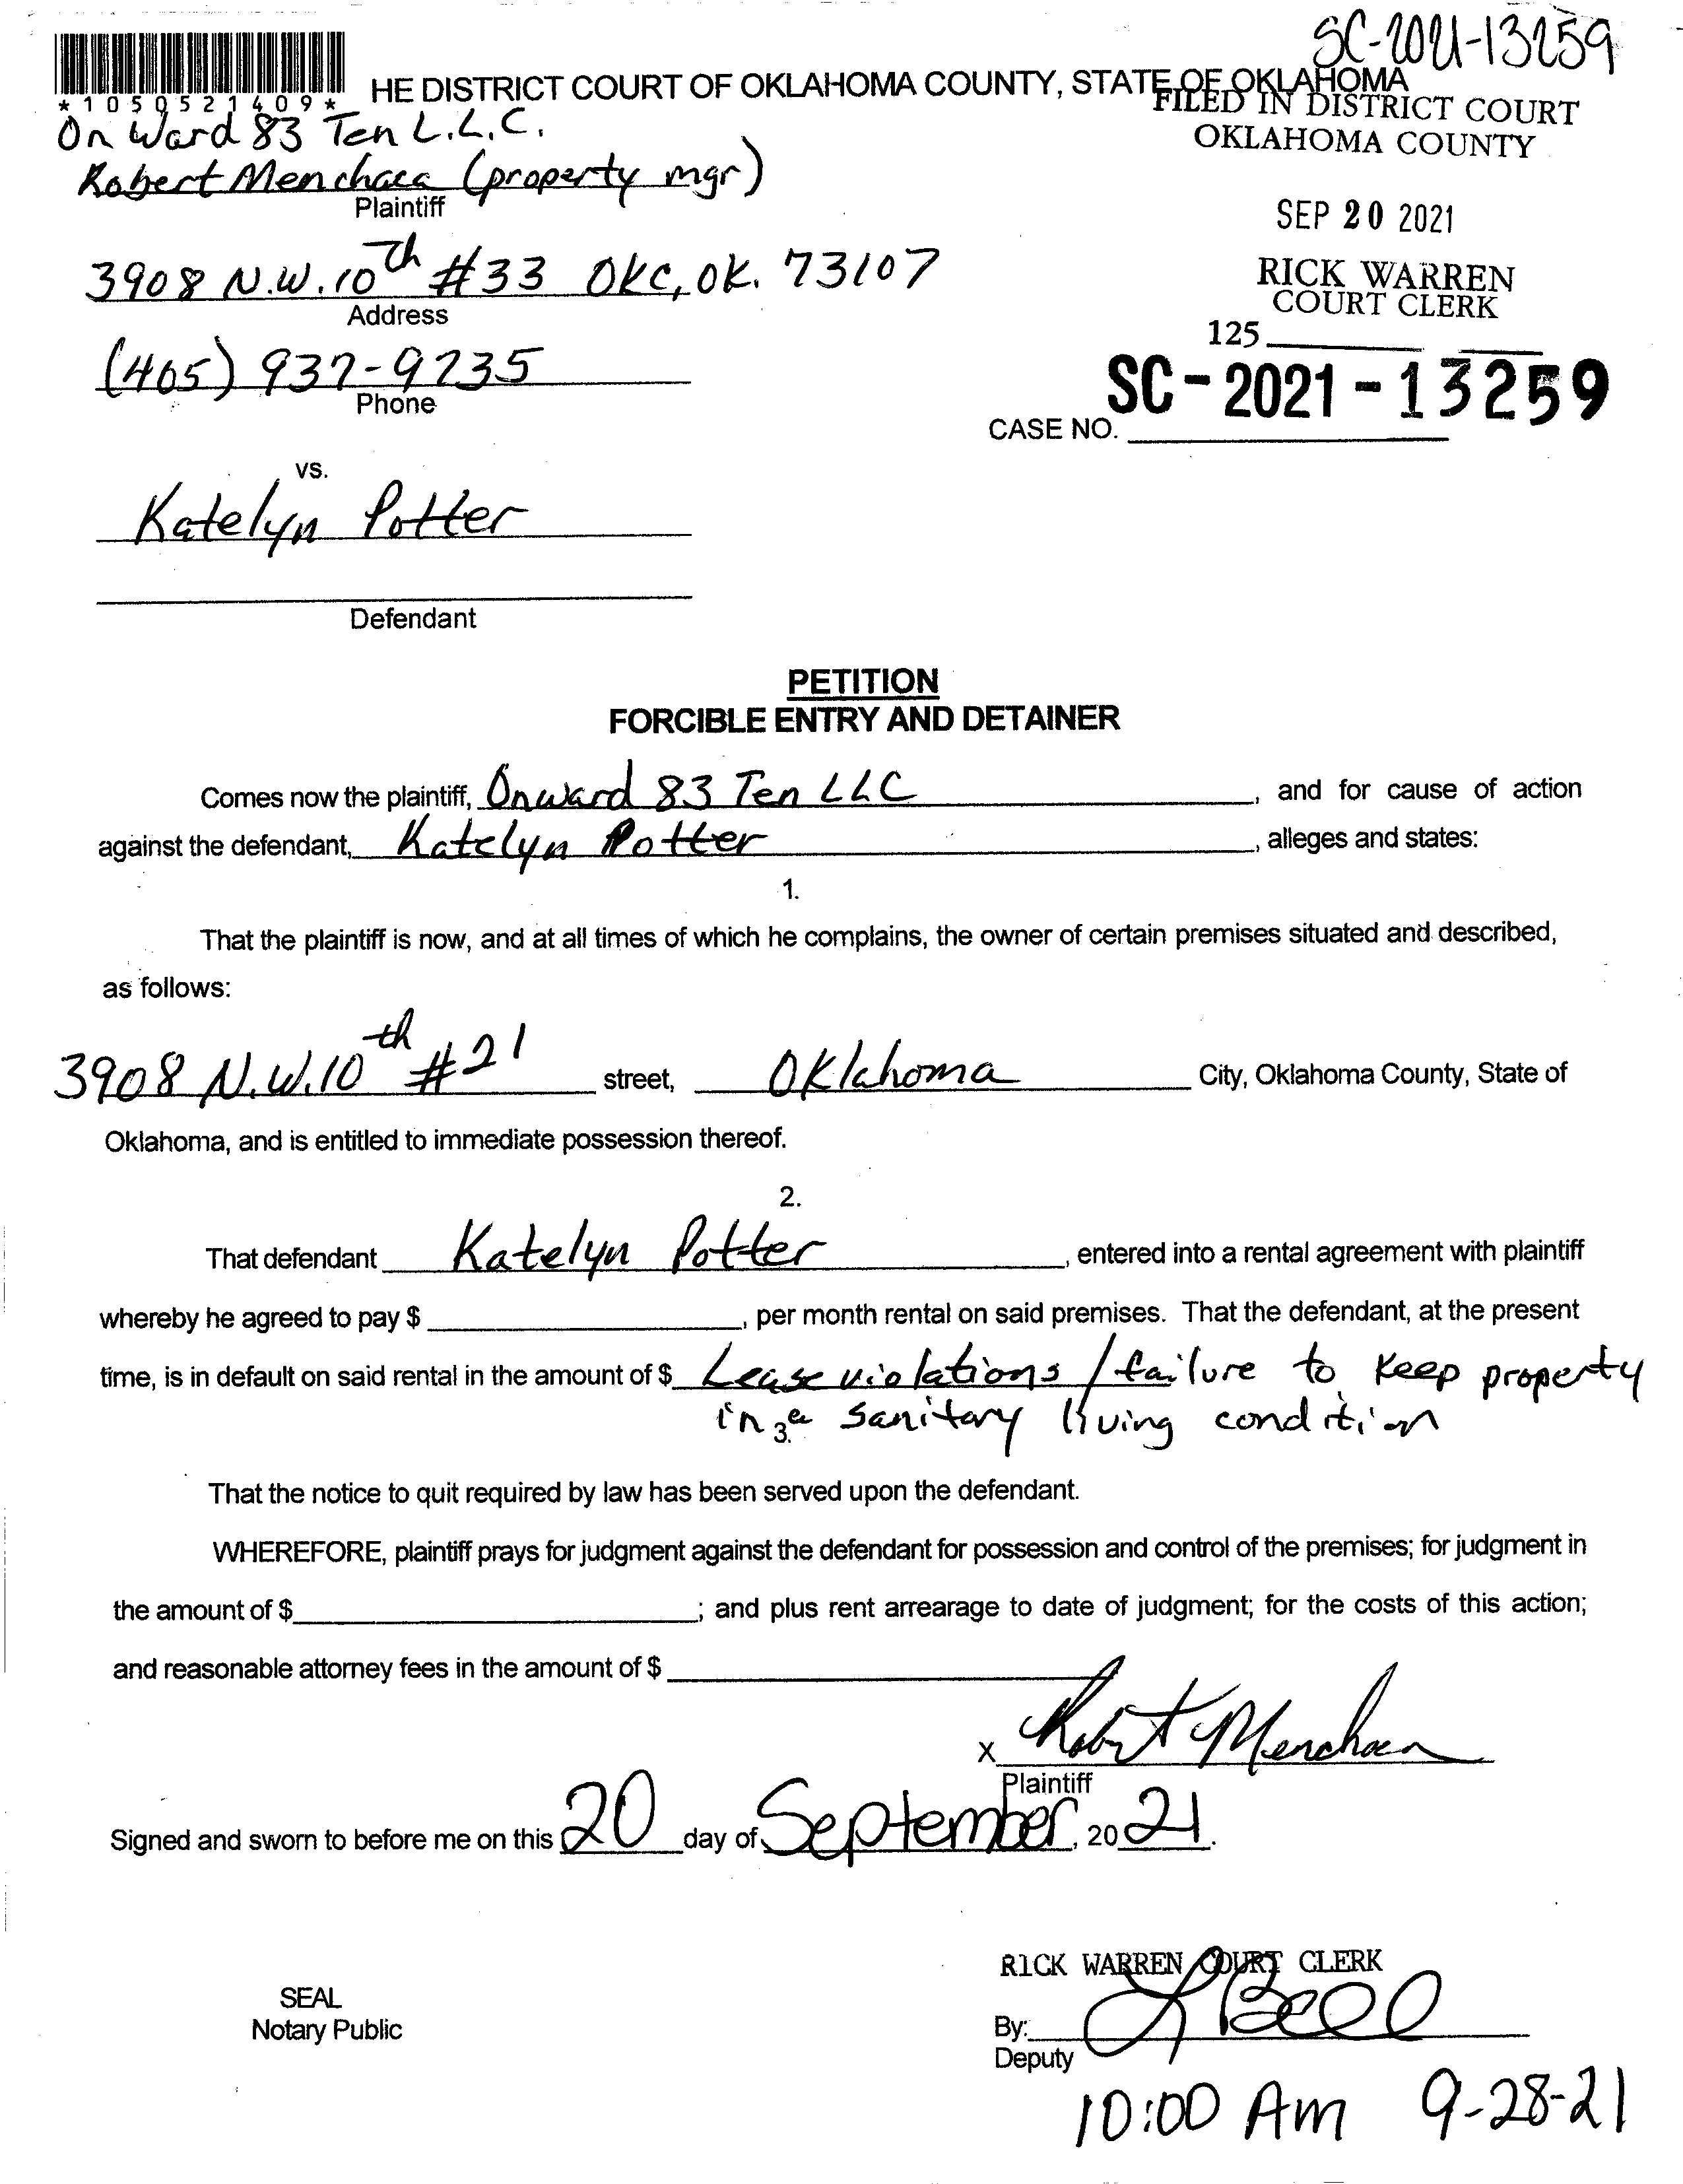 SC-2021-13259
*1050521409*
HE DISTRICT COURT OF OKLAHOMA COUNTY, STATE OF OKLAHOMA
FILED IN DISTRICT COURT
OKLAHOMA COUNTY
On Ward 83 Ten L.L.C.
Robert Menchaca (property mgr)
Plaintiff
SEP 20 2021
3908 N.W. 10th #33 OKC, OK. 73107
Address
RICK WARREN
COURT CLERK
125
(405) 937-9735
Phone
SC-2021-13259
CASE NO.
vs.
Katelyn Potter
Defendant
PETITION
FORCIBLE ENTRY AND DETAINER
Comes now the plaintiff, Onward 83 Ten LLC, and for cause of action
against the defendant, Katelyn Potter, alleges and states:
1.
That the plaintiff is now, and at all times of which he complains, the owner of certain premises situated and described,
as follows:
3908 N.W. 10th #21 street, Oklahoma City, Oklahoma County, State of
Oklahoma, and is entitled to immediate possession thereof.
2.
That defendant Katelyn Potter, entered into a rental agreement with plaintiff
whereby he agreed to pay $, per month rental on said premises. That the defendant, at the present
time, is in default on said rental in the amount of $ Lease violations / failure to keep property
in a sanitary living condition
3.
That the notice to quit required by law has been served upon the defendant.
WHEREFORE, plaintiff prays for judgment against the defendant for possession and control of the premises; for judgment in
the amount of $; and plus rent arrearage to date of judgment; for the costs of this action;
and reasonable attorney fees in the amount of $
X Robert Menchaca
Plaintiff
Signed and sworn to before me on this 20 day of September, 2021.
RICK WARREN COURT CLERK
SEAL
Notary Public
By: L Bell
Deputy
10:00 Am 9-28-21